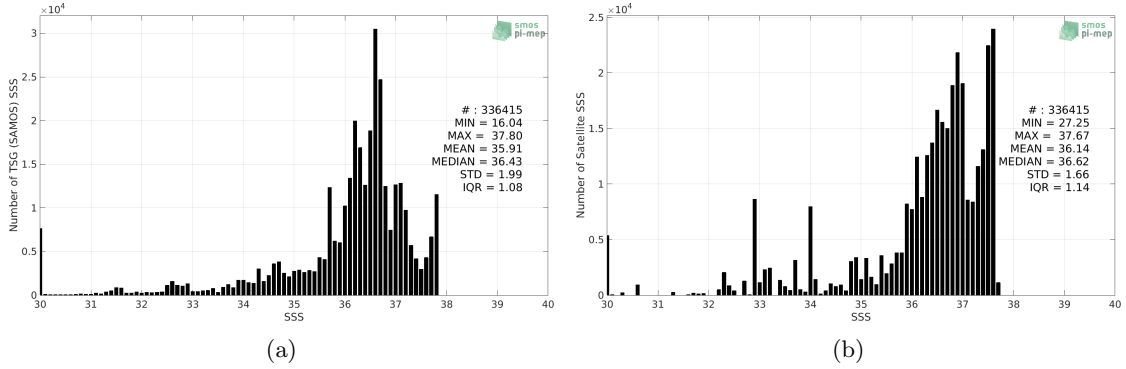 ×10⁴
3
2.5
2
1.5
1
0.5
0
Number of TSG (SAMOS) SSS
30 31 32 33 34 35 36 37 38 39 40
SSS
smos
pi-mep
# : 336415
MIN = 16.04
MAX = 37.80
MEAN = 35.91
MEDIAN = 36.43
STD = 1.99
IQR = 1.08
(a)
×10⁴
2.5
2
1.5
1
0.5
0
Number of Satellite SSS
30 31 32 33 34 35 36 37 38 39 40
SSS
smos
pi-mep
# : 336415
MIN = 27.25
MAX = 37.67
MEAN = 36.14
MEDIAN = 36.62
STD = 1.66
IQR = 1.14
(b)